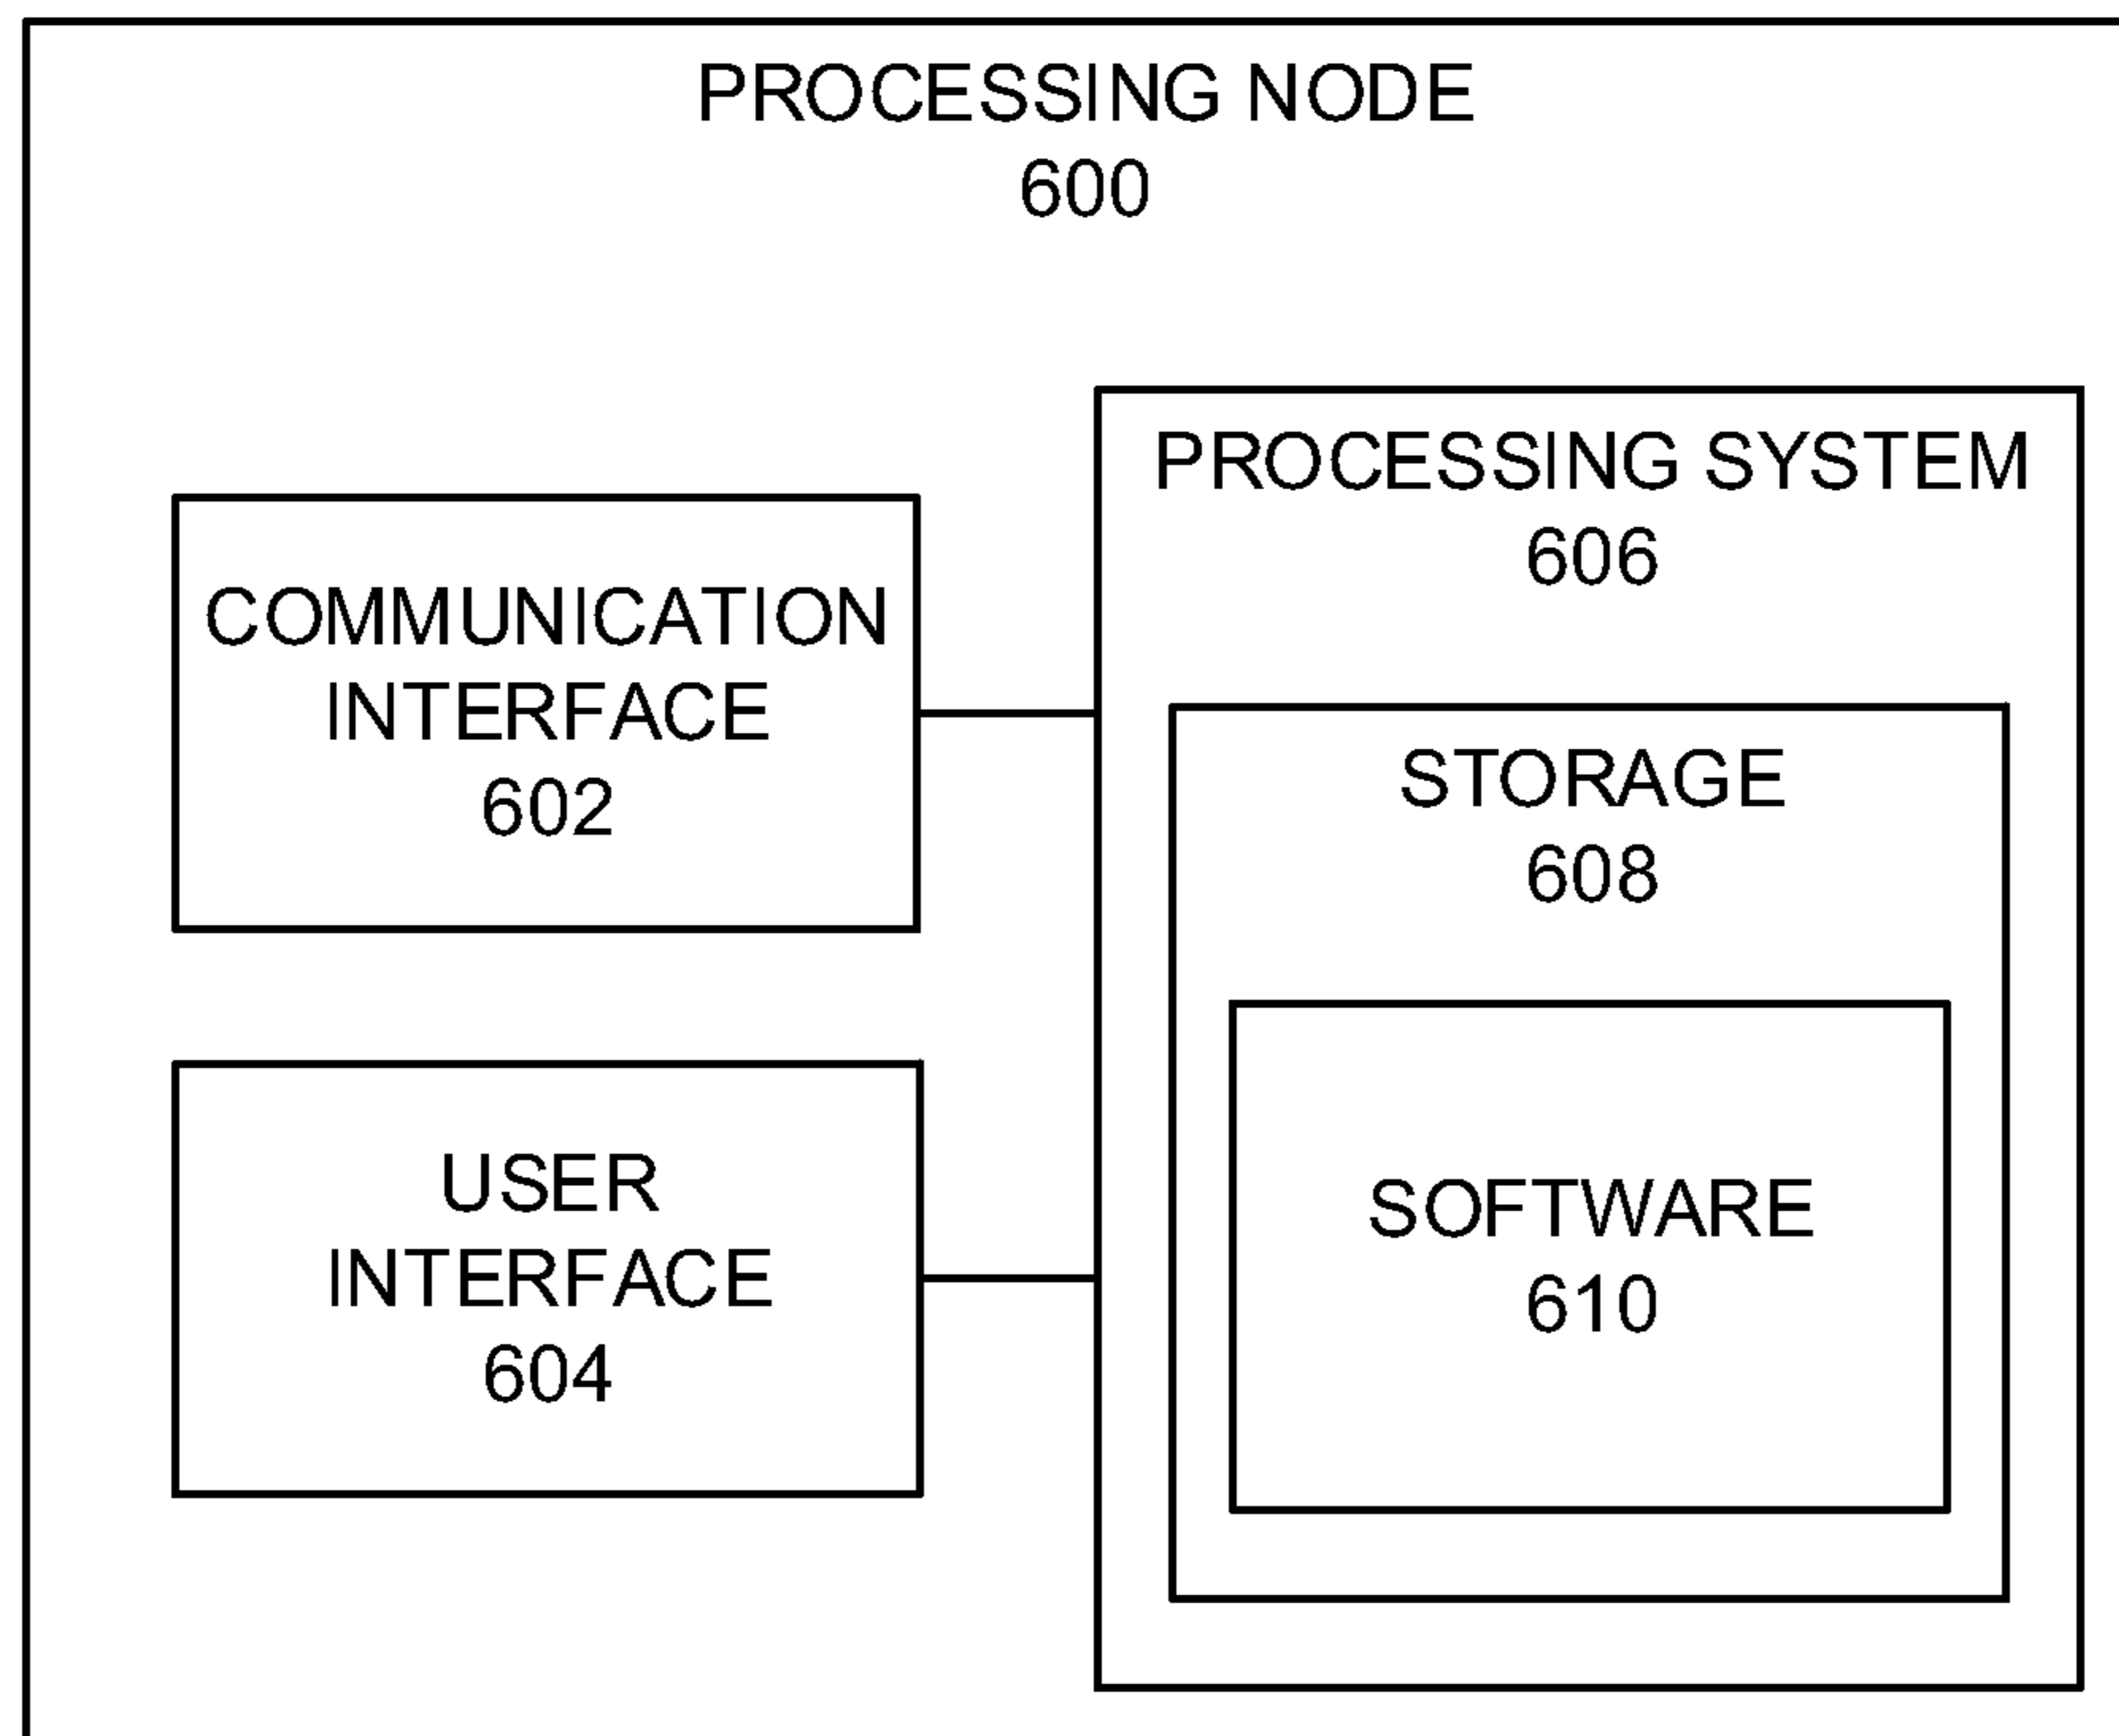 PROCESSING NODE
600
PROCESSING SYSTEM
606
COMMUNICATION
INTERFACE
602
STORAGE
608
USER
INTERFACE
604
SOFTWARE
610